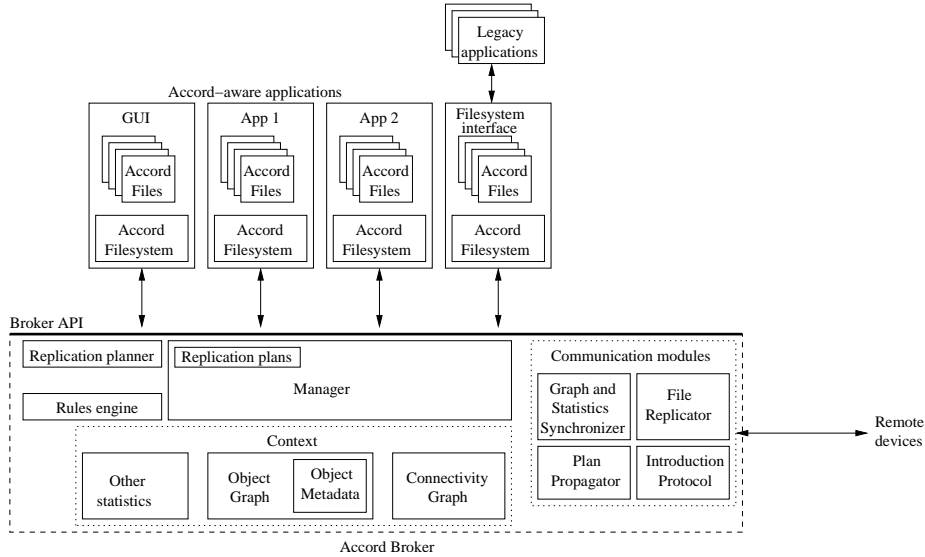 Legacy
applications
Accord−aware applications
GUI
App 1
App 2
Filesystem
interface
Accord
Files
Accord
Files
Accord
Files
Accord
Files
Accord
Filesystem
Accord
Filesystem
Accord
Filesystem
Accord
Filesystem
Broker API
Replication planner
Replication plans
Manager
Rules engine
Communication modules
Graph and
Statistics
Synchronizer
File
Replicator
Plan
Propagator
Introduction
Protocol
Remote
devices
Context
Other
statistics
Object
Graph
Object
Metadata
Connectivity
Graph
Accord Broker